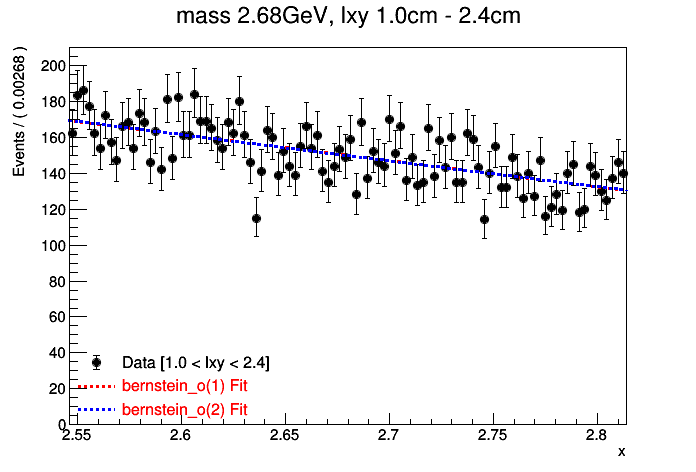 mass 2.68GeV, lxy 1.0cm - 2.4cm
Events / ( 0.00268 )
200
180
160
140
120
100
80
60
40
20
0
Data [1.0 < lxy < 2.4]
bernstein_o(1) Fit
bernstein_o(2) Fit
2.55 2.6 2.65 2.7 2.75 2.8
x